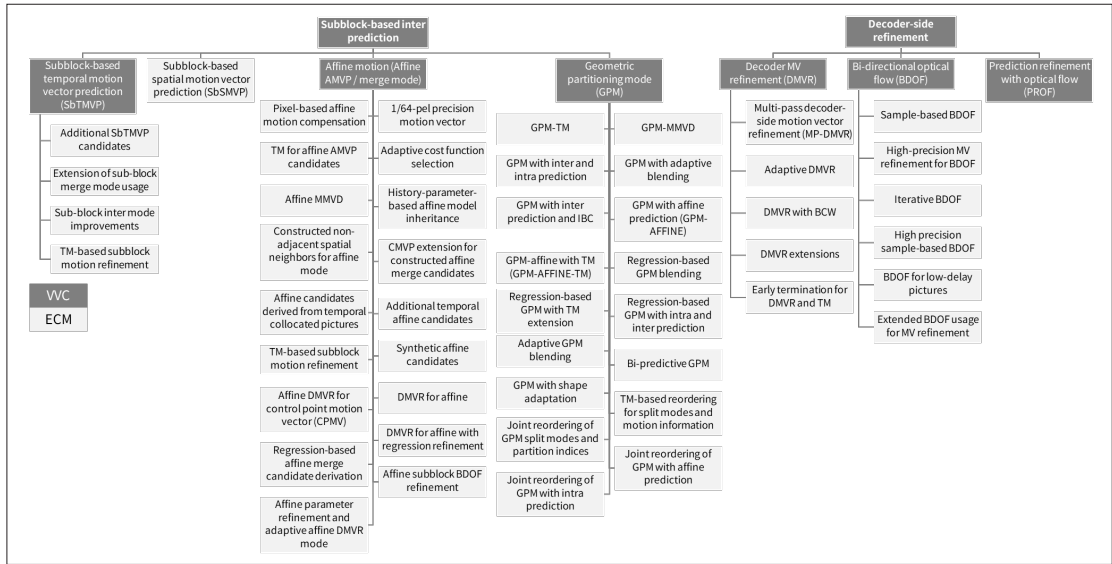 Subblock-based inter
prediction
Decoder-side
refinement
Subblock-based
temporal motion
vector prediction
(SbTMVP)
Subblock-based
spatial motion vector
prediction (SbSMVP)
Affine motion (Affine
AMVP / merge mode)
Geometric
partitioning mode
(GPM)
Decoder MV
refinement (DMVR)
Bi-directional optical
flow (BDOF)
Prediction refinement
with optical flow
(PROF)
Additional SbTMVP
candidates
Extension of sub-block
merge mode usage
Sub-block inter mode
improvements
TM-based subblock
motion refinement
VVC
ECM
Pixel-based affine
motion compensation
1/64-pel precision
motion vector
TM for affine AMVP
candidates
Adaptive cost function
selection
Affine MMVD
History-parameter-
based affine model
inheritance
Constructed non-
adjacent spatial
neighbors for affine
mode
CMVP extension for
constructed affine
merge candidates
Affine candidates
derived from temporal
collocated pictures
Additional temporal
affine candidates
TM-based subblock
motion refinement
Synthetic affine
candidates
Affine DMVR for
control point motion
vector (CPMV)
DMVR for affine
Regression-based
affine merge
candidate derivation
DMVR for affine with
regression refinement
Affine parameter
refinement and
adaptive affine DMVR
mode
Affine subblock BDOF
refinement
GPM-TM
GPM-MMVD
GPM with inter and
intra prediction
GPM with adaptive
blending
GPM with inter
prediction and IBC
GPM with affine
prediction (GPM-
AFFINE)
GPM-affine with TM
(GPM-AFFINE-TM)
Regression-based
GPM blending
Regression-based
GPM with TM
extension
Regression-based
GPM with intra and
inter prediction
Adaptive GPM
blending
Bi-predictive GPM
GPM with shape
adaptation
TM-based reordering
for split modes and
motion information
Joint reordering of
GPM split modes and
partition indices
Joint reordering of
GPM with affine
prediction
Joint reordering of
GPM with intra
prediction
Multi-pass decoder-
side motion vector
refinement (MP-DMVR)
Adaptive DMVR
DMVR with BCW
DMVR extensions
Early termination for
DMVR and TM
Sample-based BDOF
High-precision MV
refinement for BDOF
Iterative BDOF
High precision
sample-based BDOF
BDOF for low-delay
pictures
Extended BDOF usage
for MV refinement